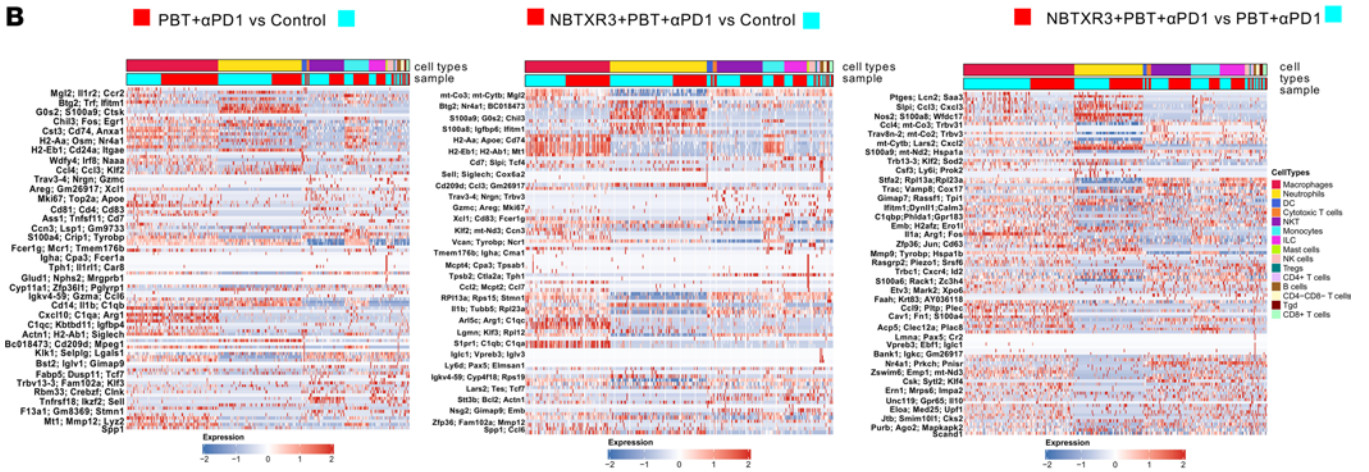 B
PBT+αPD1 vs Control
NBTXR3+PBT+αPD1 vs Control
NBTXR3+PBT+αPD1 vs PBT+αPD1
cell types
sample
Mgl2; Il1r2; Ccr2
Btg2; Trf; Ifitm1
G0s2; S100a9; Ctsk
Chil3; Fos; Egr1
Cst3; Cd74, Anxa1
H2-Aa; Osm; Nr4a1
H2-Eb1; Cd24a; Itgae
Wdfy4; Irf8; Naaa
Ccl4; Ccl3; Klf2
Trav3-4; Nrgn; Gzmc
Areg; Gm26917; Xcl1
Mki67; Top2a; Apoe
Cd81; Cd4; Cd83
Ass1; Tnfsf11; Cd7
Ccn3; Lsp1; Gm9733
S100a4; Crip1; Tyrobp
Fcer1g; Mcr1; Tmem176b
Igha; Cpa3; Fcer1a
Tph1; Il1rl1; Car8
Glud1; Nphs2; Mrgprb1
Cyp11a1; Zfp36l1; Pglyrp1
Igkv4-59; Gzma; Ccl6
Cd14; Il1b; C1qb
Cxcl10; C1qa; Arg1
C1qc; Kbtbd11; Igfbp4
Actn1; H2-Ab1; Siglech
Bc018473; Cd209d; Mpeg1
Klk1; Selplg; Lgals1
Bst2; Iglv1; Gimap9
Fabp5; Dusp11; Tcf7
Trbv13-3; Fam102a; Klf3
Rbm33; Crebzf; Clnk
Tnfrsf18; Ikzf2; Sell
F13a1; Gm8369; Stmn1
Mt1; Mmp12; Lyz2
Spp1
Expression
−2 −1 0 1 2
cell types
sample
mt-Co3; mt-Cytb; Mgl2
Btg2; Nr4a1; BC018473
S100a9; G0s2; Chil3
S100a8; Igfbp6; Ifitm1
H2-Aa; Apoe; Cd74
H2-Eb1; H2-Ab1; Mt1
Cd7; Slpi; Tcf4
Sell; Siglech; Cox6a2
Cd209d; Ccl3; Gm26917
Trav3-4; Nrgn; Trbv3
Gzmc; Areg; Mki67
Xcl1; Cd83; Fcer1g
Klf2; mt-Nd3; Ccn3
Vcan; Tyrobp; Ncr1
Tmem176b; Igha; Cma1
Mcpt4; Cpa3; Tpsab1
Tpsb2; Ctla2a; Tph1
Ccl2; Mcpt2; Ccl7
RPl13a; Rps15; Stmn1
Il1b; Tubb5; Rpl23a
Ari5c; Arg1; C1qc
Lgmn; Klf3; Rpl12
S1pr1; C1qb; C1qa
Iglc1; Vpreb3; Iglv3
Ly6d; Pax5; Elmsan1
Igkv4-59; Cyp4f18; Rps19
Lars2; Tes; Tcf7
Stt3b; Bcl2; Actn1
Nsg2; Gimap9; Emb
Zfp36; Fam102a; Mmp12
Spp1; Ccl6
Expression
−2 −1 0 1 2
cell
types
sample
Ptges; Lcn2; Saa3
Slpi; Ccl3; Cxcl3
Nos2; S100a8; Wfdc17
Ccl4; mt-Co3; Trbv31
Trav8n-2; mt-Co2; Trbv3
mt-Cytb; Lars2; Cxcl2
S100a9; mt-Nd2; Hspa1a
Trb13-3; Klf2; Sod2
Csf3; Ly6i; Prok2
Stfa2; Rpl13a;Rpl23a
Trac; Vamp8; Cox17
Gimap7; Rassf1; Tpi1
Ifitm1;Dynll1;Calm3
C1qbp;Phlda1;Gpr183
Emb; H2afz; Ero1l
Il1a; Arg1; Fos
Zfp36; Jun; Cd63
Mmp9; Tyrobp; Hspa1b
Rasgrp2; Piezo1; Srsf6
Trbc1; Cxcr4; Id2
S100a6; Rack1; Zc3h4
Etv3; Mark2; Xpo6
Faah; Krt83; AY036118
Ccl9; Pltp; Plec
Cav1; Fn1; S100a4
Acp5; Clec12a; Plac8
Lmna; Pax5; Cr2
Vpreb3; Ebf1; Iglc1
Bank1; Igkc; Gm26917
Nr4a1; Prkch; Pnisr
Zswim6; Emp1; mt-Nd3
Csk; Sytl2; Klf4
Ern1; Mrps6; Impa2
Unc119; Gpr65; Il10
Eloa; Med25; Upf1
Jtb; Smim10l1; Cks2
Purb; Ago2; Mapkapk2
Scand1
Expression
−2 −1 0 1 2
CellTypes
Macrophages
Neutrophils
DC
Cytotoxic T cells
NKT
Monocytes
ILC
Mast cells
NK cells
Tregs
CD4+ T cells
B cells
CD4−CD8− T cells
Tgd
CD8+ T cells